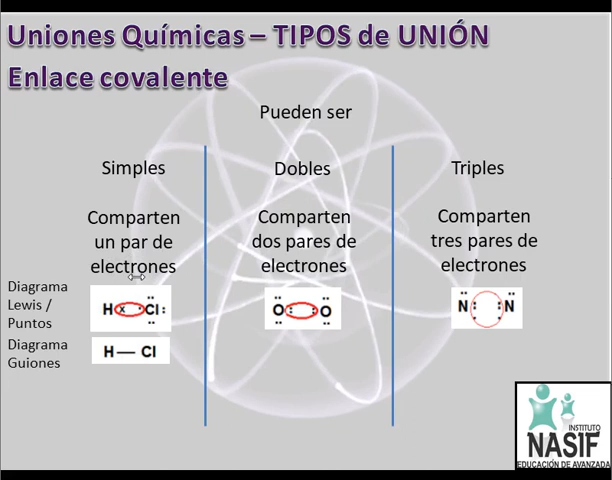 Uniones Químicas – TIPOS de UNIÓN
Enlace covalente
Pueden ser
Simples
Dobles
Triples
Comparten
un par de
electrones
Comparten
dos pares de
electrones
Comparten
tres pares de
electrones
Diagrama
Lewis /
Puntos
H x Cl
O O
N N
Diagrama
Guiones
H — Cl
INSTITUTO
NASIF
EDUCACIÓN DE AVANZADA